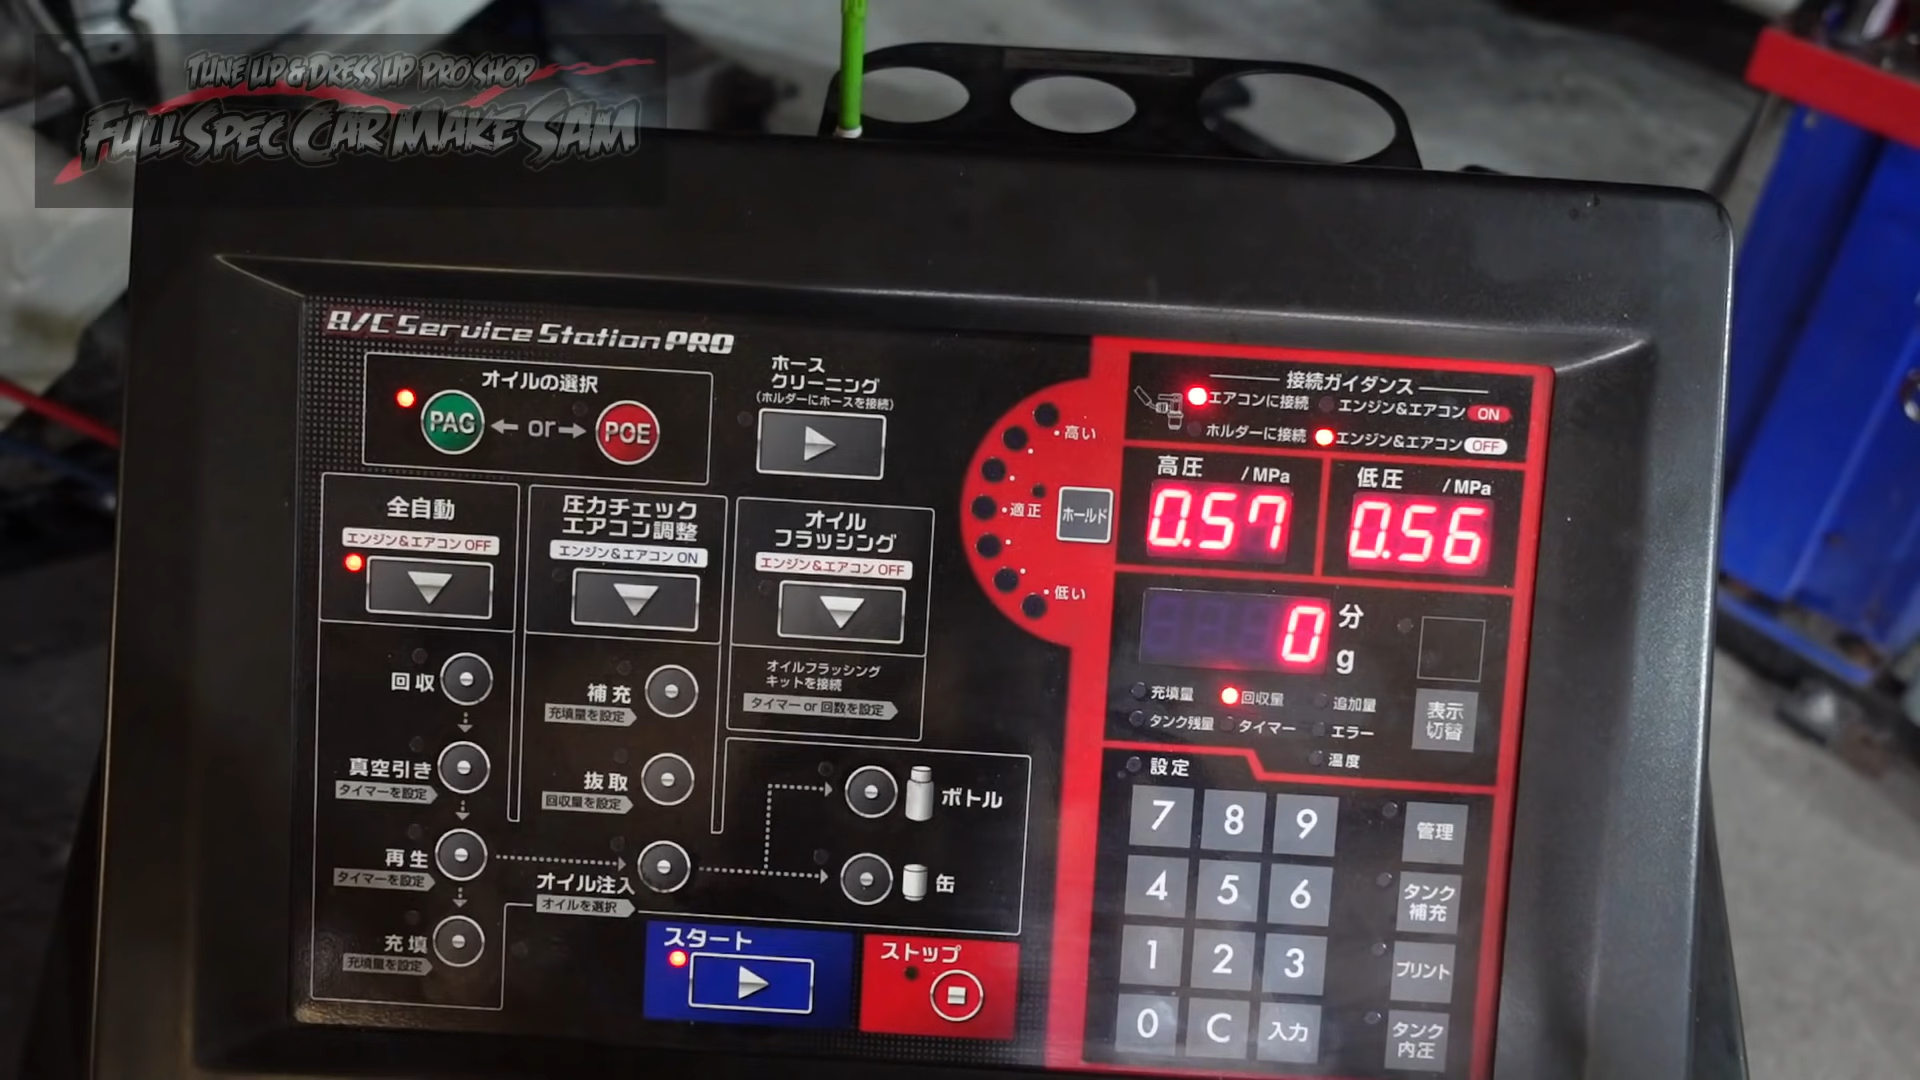 TUNE UP & DRESS UP PRO SHOP
FULL SPEC CAR MAKE SAM
A/C Service Station PRO
オイルの選択
PAG ← or → POE
ホース
クリーニング
(ホルダーにホースを接続)
全自動
エンジン&エアコン OFF
圧力チェック
エアコン調整
エンジン&エアコン ON
オイル
フラッシング
エンジン&エアコン OFF
回収
真空引き
タイマーを設定
再生
タイマーを設定
充填
充填量を設定
補充
充填量を設定
抜取
回収量を設定
オイル注入
オイルを選択
オイルフラッシング
キットを接続
タイマー or 回数を設定
ボトル
缶
スタート
ストップ
高い
適正
低い
ホールド
接続ガイダンス
エアコンに接続 エンジン&エアコン ON
ホルダーに接続 エンジン&エアコン OFF
高圧 /MPa
0.57
低圧 /MPa
0.56
0 分
g
充填量 回収量 追加量
タンク残量 タイマー エラー
温度
表示
切替
設定
7 8 9
4 5 6
1 2 3
0 C 入力
管理
タンク
補充
プリント
タンク
内圧